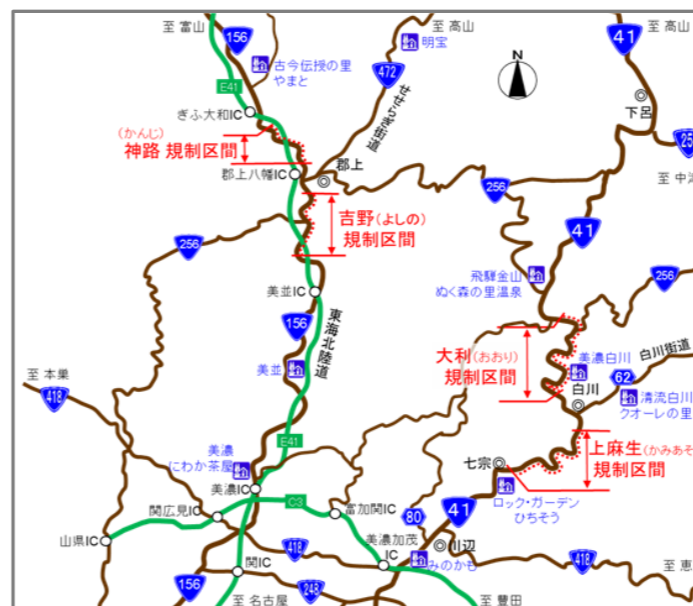 至 富山
156
古今伝授の里
やまと
E41
ぎふ大和IC
(かんじ)
神路 規制区間
郡上八幡IC
至 高山
明宝
472
せせらぎ街道
郡上
N
41
至 高山
下呂
至 中
256
41
吉野(よしの)
規制区間
256
美並IC
東海北陸道
156
美並
飛騨金山
ぬく森の里温泉
256
大利(おおり)
規制区間
美濃白川
白川街道
62
白川
清流白川
クオーレの里
至 本巣
418
美濃
にわか茶屋
E41
美濃IC
C3
関広見IC
富加関IC
山県IC
418
美濃加茂
IC
関IC
156
248
至 名古屋
至 豊田
七宗
上麻生(かみあそ
規制区間
ロック・ガーデン
ひちそう
80
41
川辺
みのかも
418
至 恵